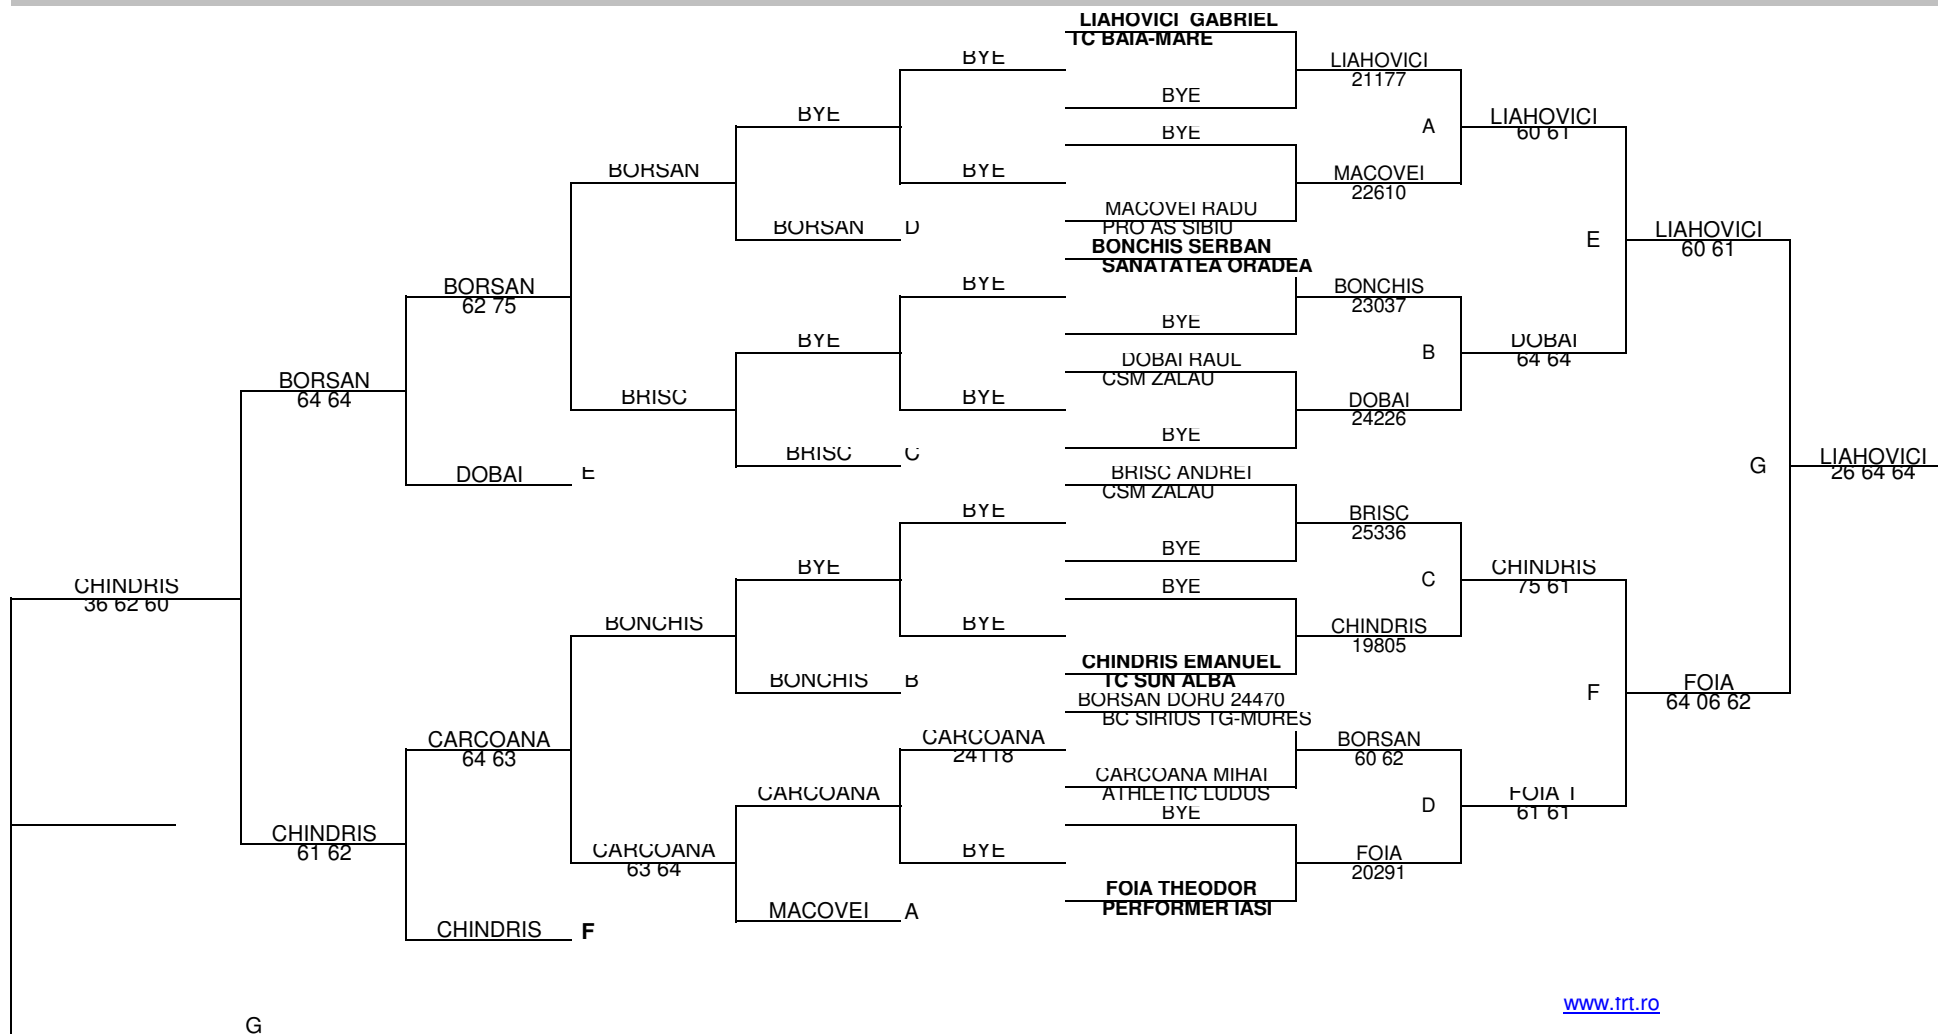 LIAHOVICI GABRIEL
TC BAIA-MARE
BYE
LIAHOVICI
21177
BYE
BYE
LIAHOVICI
60 61
A
BYE
BORSAN
BYE
MACOVEI
22610
MACOVEI RADU
PRO AS SIBIU
BORSAN D
BONCHIS SERBAN
SANATATEA ORADEA
E
LIAHOVICI
60 61
BORSAN
62 75
BYE
BONCHIS
23037
BYE
BYE
DOBAI RAUL
CSM ZALAU
B
DOBAI
64 64
BORSAN
64 64
BRISC
BYE
DOBAI
24226
BYE
BRISC C
DOBAI E
BRISC ANDREI
CSM ZALAU
G
LIAHOVICI
26 64 64
BYE
BRISC
25336
BYE
CHINDRIS
36 62 60
BYE
BYE
C
CHINDRIS
75 61
BONCHIS
BYE
CHINDRIS
19805
CHINDRIS EMANUEL
TC SUN ALBA
BONCHIS B
BORSAN DORU 24470
BC SIRIUS TG-MURES
F
FOIA
64 06 62
CARCOANA
64 63
CARCOANA
24118
BORSAN
60 62
CARCOANA MIHAI
ATHLETIC LUDUS
CARCOANA
BYE
D
FOIA T
61 61
CHINDRIS
61 62
CARCOANA
63 64
BYE
FOIA
20291
FOIA THEODOR
PERFORMER IASI
MACOVEI A
CHINDRIS F
www.frt.ro
G